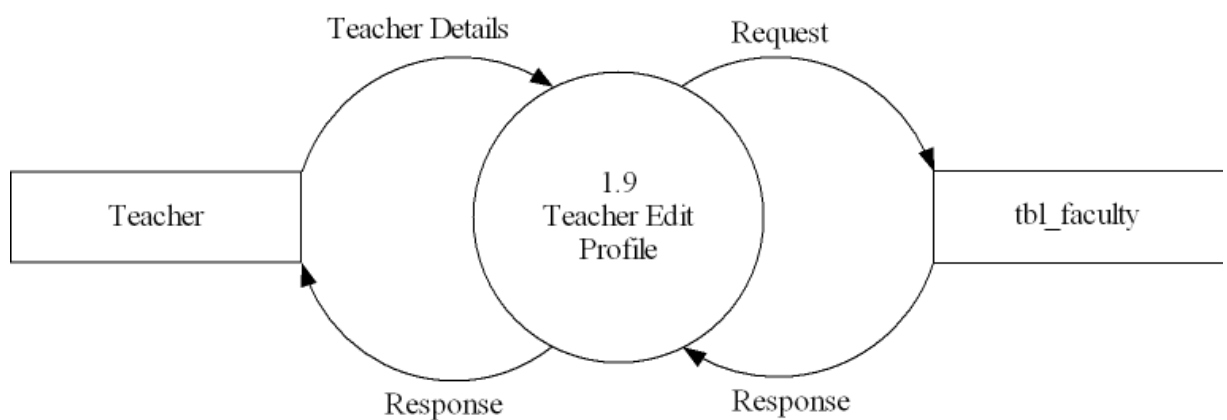 Teacher Details
Request
Teacher
1.9
Teacher Edit
Profile
tbl_faculty
Response
Response